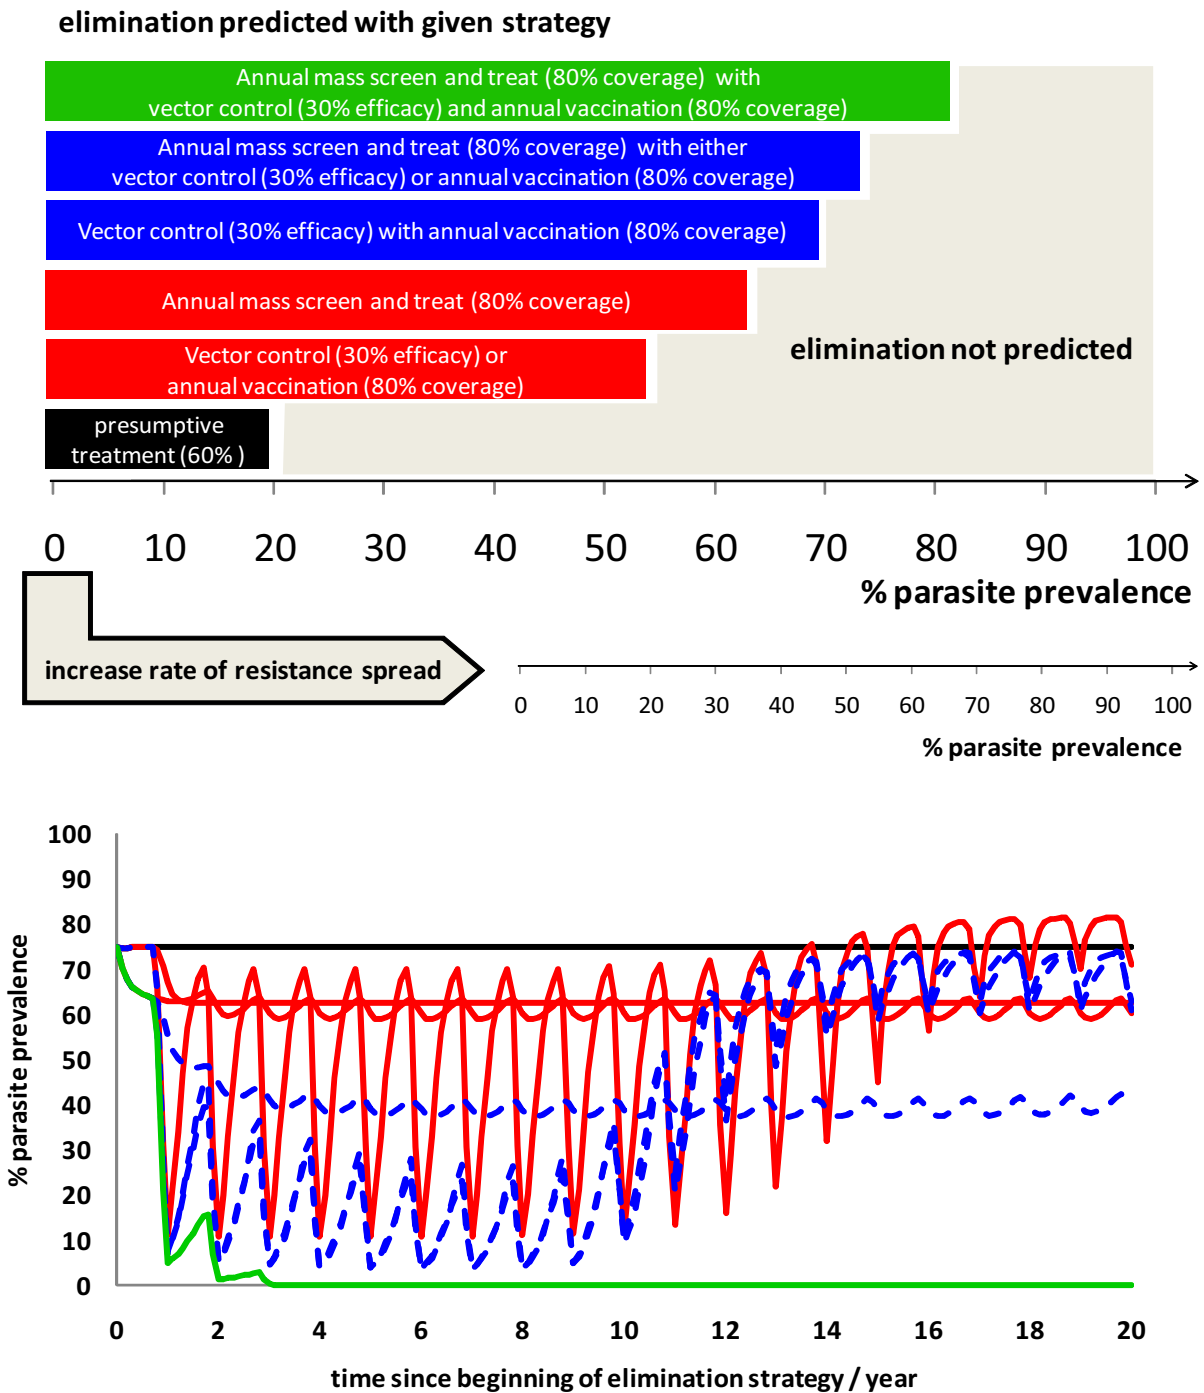 elimination predicted with given strategy
Annual mass screen and treat (80% coverage) with
vector control (30% efficacy) and annual vaccination (80% coverage)
Annual mass screen and treat (80% coverage) with either
vector control (30% efficacy) or annual vaccination (80% coverage)
Vector control (30% efficacy) with annual vaccination (80% coverage)
Annual mass screen and treat (80% coverage)
Vector control (30% efficacy) or
annual vaccination (80% coverage)
elimination not predicted
presumptive
treatment (60% )
0 10 20 30 40 50 60 70 80 90 100
% parasite prevalence
increase rate of resistance spread
0 10 20 30 40 50 60 70 80 90 100
% parasite prevalence
100
90
80
70
60
50
40
30
20
10
0
% parasite prevalence
0 2 4 6 8 10 12 14 16 18 20
time since beginning of elimination strategy / year